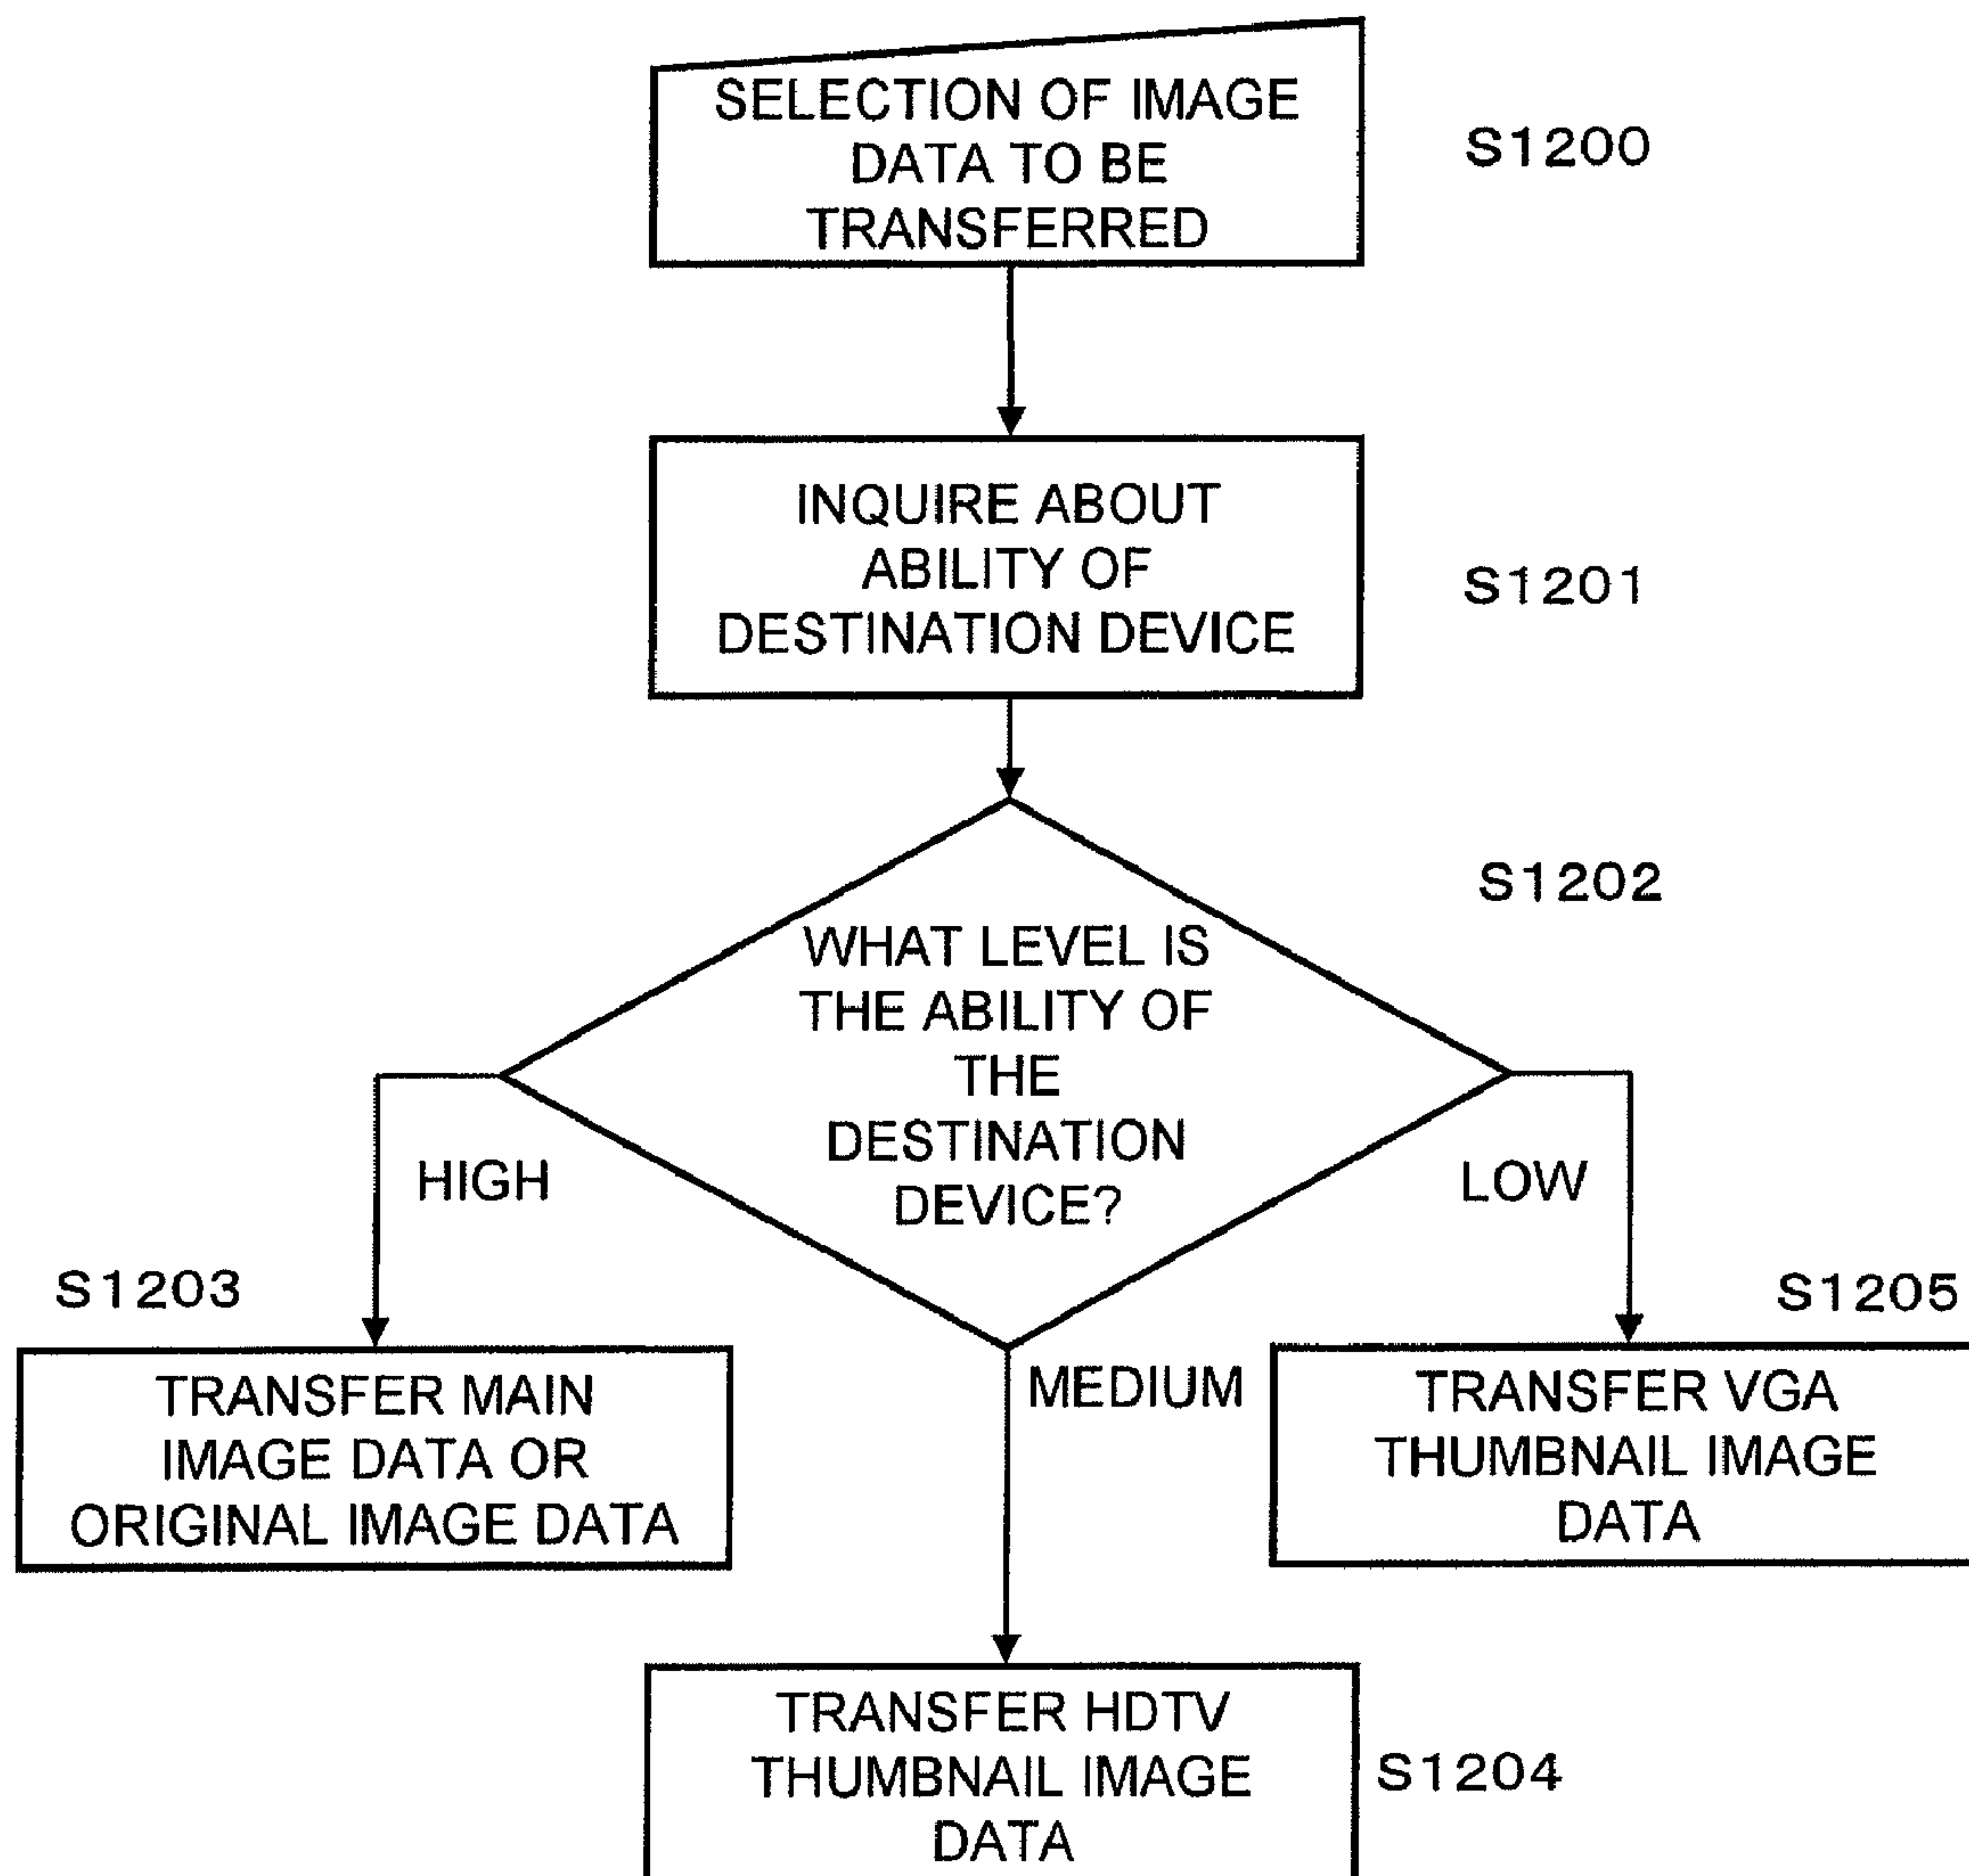 SELECTION OF IMAGE
DATA TO BE
TRANSFERRED
S1200
INQUIRE ABOUT
ABILITY OF
DESTINATION DEVICE
S1201
S1202
WHAT LEVEL IS
THE ABILITY OF
THE
DESTINATION
DEVICE?
HIGH
LOW
S1203
S1205
MEDIUM
TRANSFER MAIN
IMAGE DATA OR
ORIGINAL IMAGE DATA
TRANSFER VGA
THUMBNAIL IMAGE
DATA
TRANSFER HDTV
THUMBNAIL IMAGE
DATA
S1204